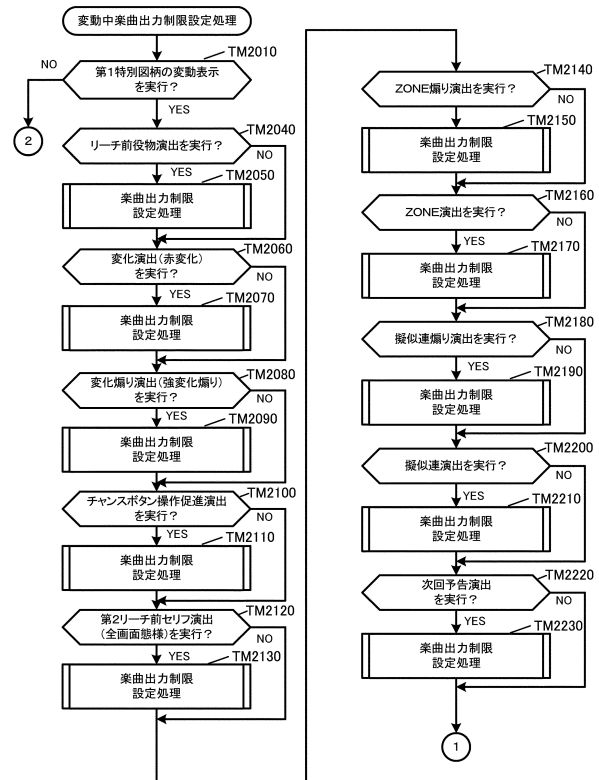 変動中楽曲出力制限設定処理
TM2010
第1特別図柄の変動表示
を実行？
NO
YES
2
TM2040
リーチ前役物演出を実行？
NO
YES
TM2050
楽曲出力制限
設定処理
TM2060
変化演出（赤変化）
を実行？
NO
YES
TM2070
楽曲出力制限
設定処理
TM2080
変化煽り演出（強変化煽り）
を実行？
NO
YES
TM2090
楽曲出力制限
設定処理
TM2100
チャンスボタン操作促進演出
を実行？
NO
YES
TM2110
楽曲出力制限
設定処理
TM2120
第2リーチ前セリフ演出
（全画面態様）を実行？
NO
YES
TM2130
楽曲出力制限
設定処理
TM2140
ZONE煽り演出を実行？
NO
TM2150
楽曲出力制限
設定処理
TM2160
ZONE演出を実行？
NO
YES
TM2170
楽曲出力制限
設定処理
TM2180
擬似連煽り演出を実行？
NO
YES
TM2190
楽曲出力制限
設定処理
TM2200
擬似連演出を実行？
NO
YES
TM2210
楽曲出力制限
設定処理
TM2220
次回予告演出
を実行？
NO
YES
TM2230
楽曲出力制限
設定処理
1